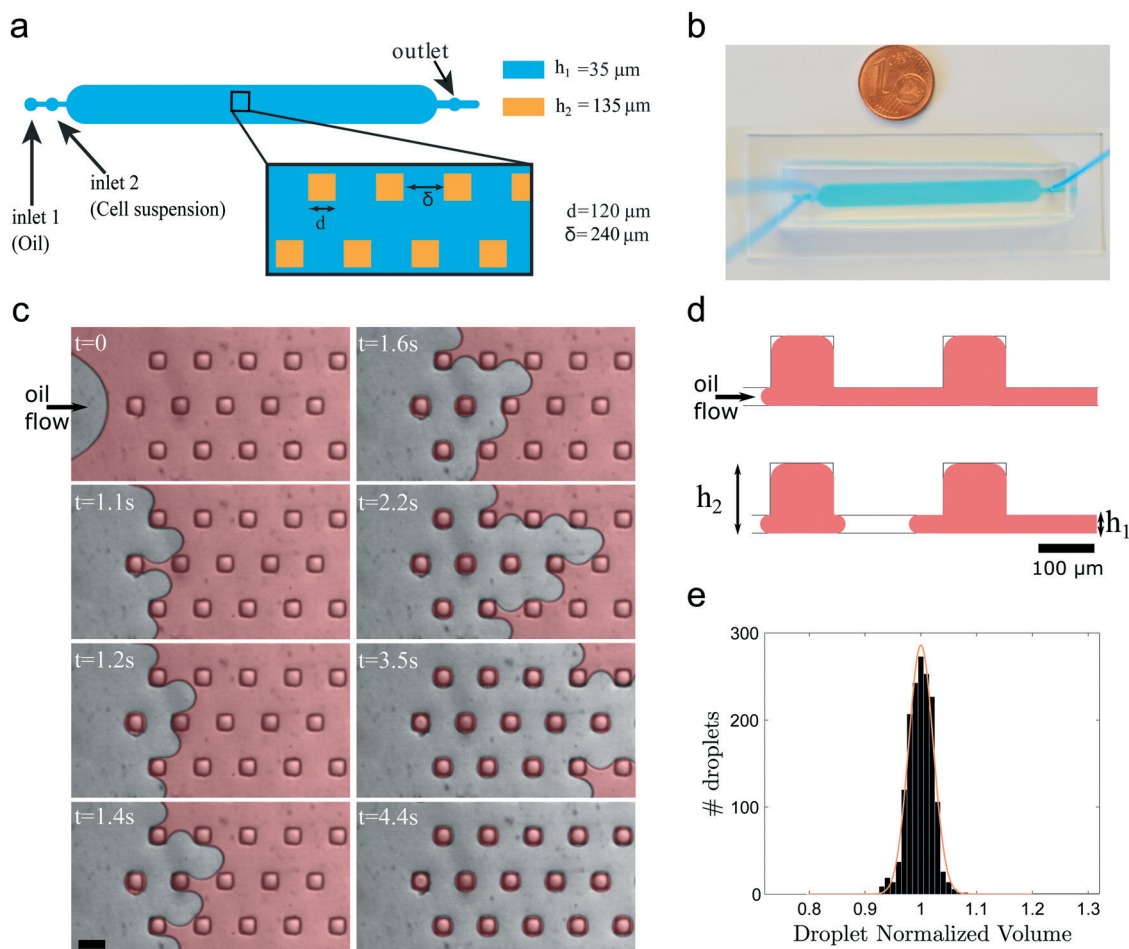 a
outlet
h₁ =35 µm
h₂ =135 µm
inlet 1
(Oil)
inlet 2
(Cell suspension)
d
δ
d=120 µm
δ=240 µm
b
1
c
t=0
oil
flow
t=1.1s
t=1.2s
t=1.4s
t=1.6s
t=2.2s
t=3.5s
t=4.4s
d
oil
flow
h₂
h₁
100 µm
e
# droplets
300
200
100
0
0.8
0.9
1
1.1
1.2
1.3
Droplet Normalized Volume